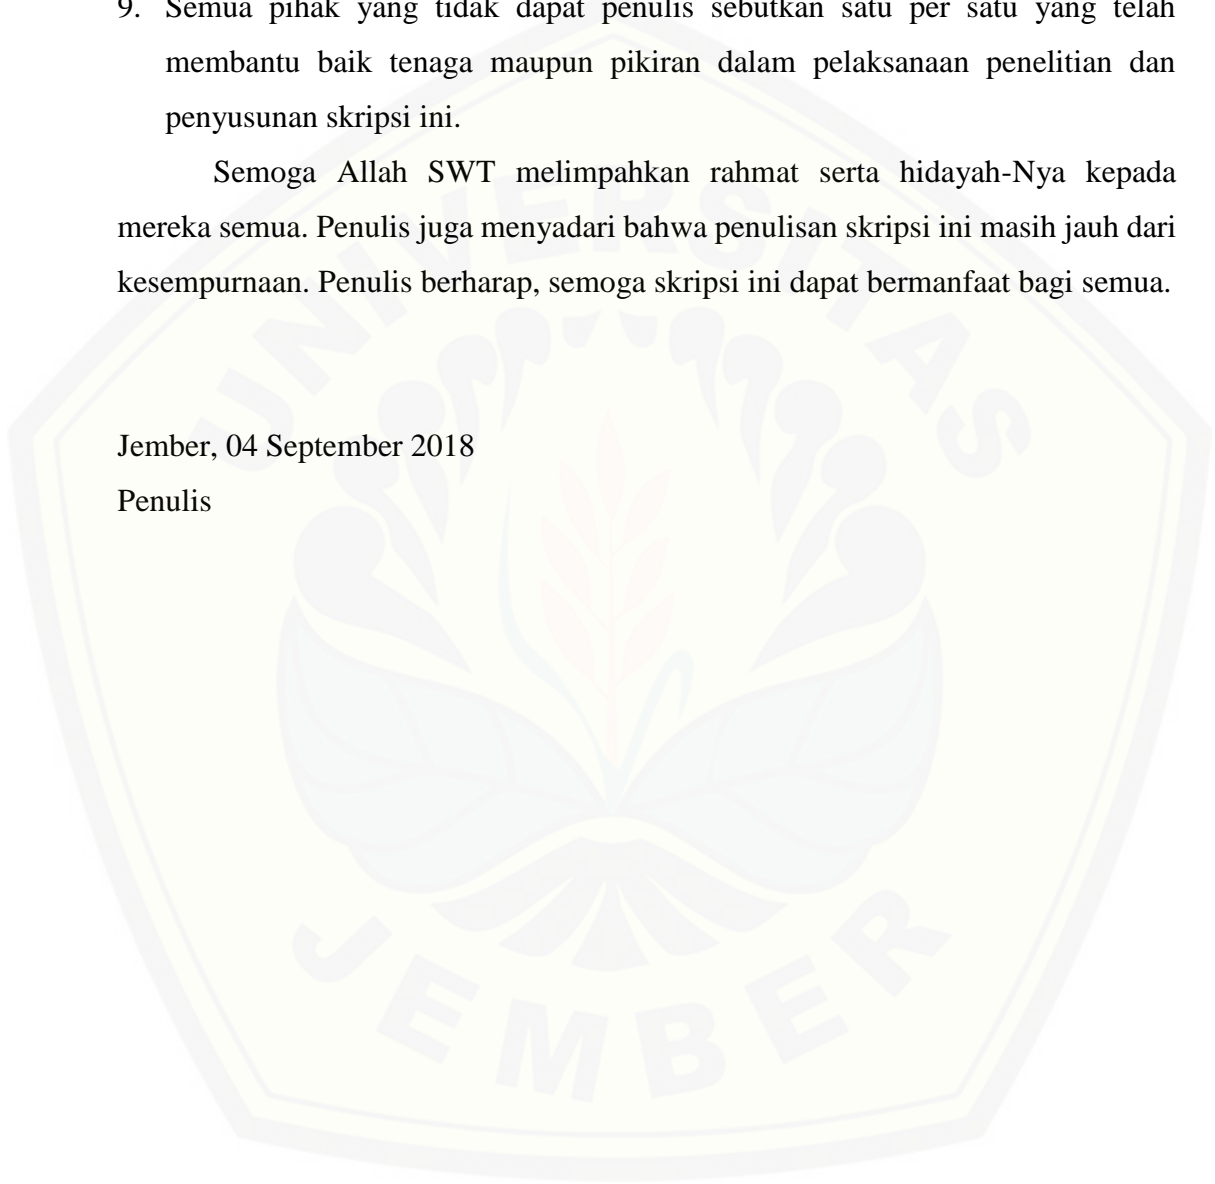 9. Semua pihak yang tidak dapat penulis sebutkan satu per satu yang telah
membantu baik tenaga maupun pikiran dalam pelaksanaan penelitian dan
penyusunan skripsi ini.
Semoga Allah SWT melimpahkan rahmat serta hidayah-Nya kepada
mereka semua. Penulis juga menyadari bahwa penulisan skripsi ini masih jauh dari
kesempurnaan. Penulis berharap, semoga skripsi ini dapat bermanfaat bagi semua.
Jember, 04 September 2018
Penulis
UNIVERSITAS
JEMBER